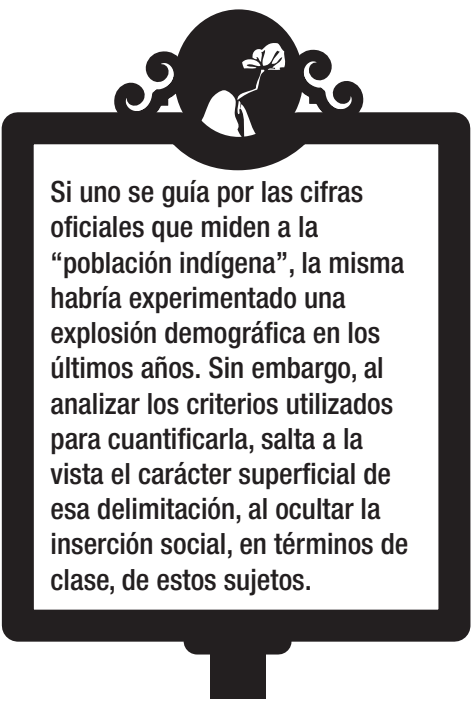 Si uno se guía por las cifras
oficiales que miden a la
“población indígena”, la misma
habría experimentado una
explosión demográfica en los
últimos años. Sin embargo, al
analizar los criterios utilizados
para cuantificarla, salta a la
vista el carácter superficial de
esa delimitación, al ocultar la
inserción social, en términos de
clase, de estos sujetos.